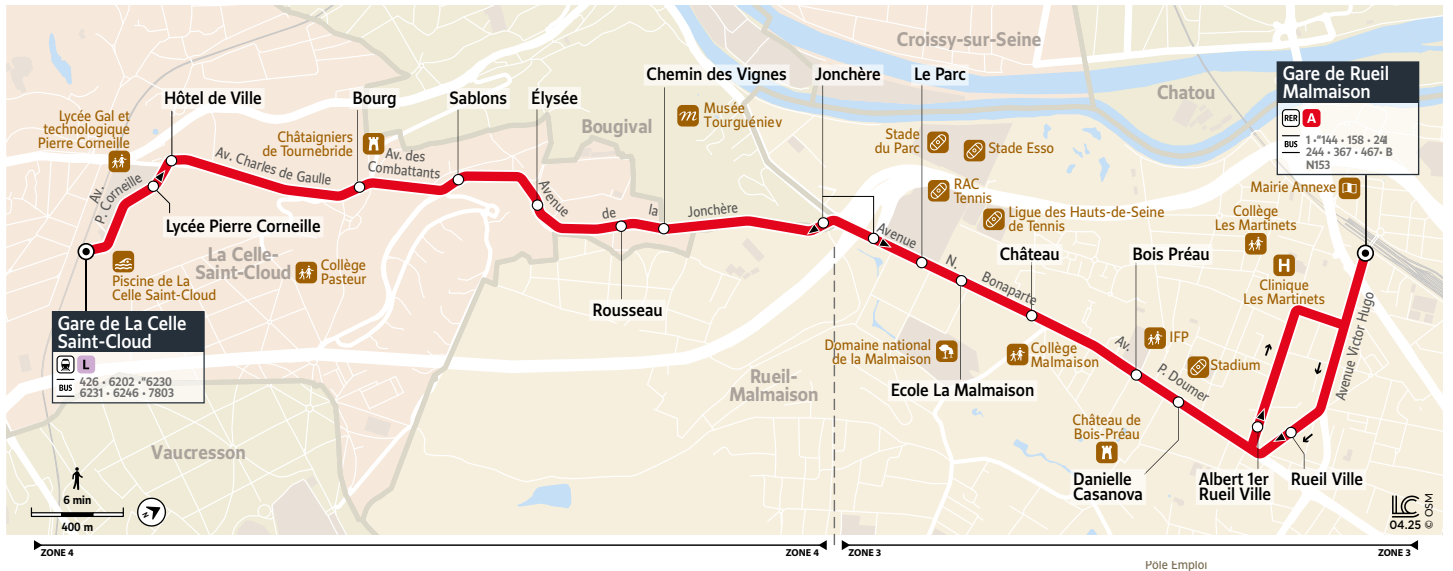 Croissy-sur-Seine
Chatou
Bougival
La Celle-
Saint-Cloud
Rueil-
Malmaison
Vaucresson
Hôtel de Ville
Bourg
Sablons
Élysée
Chemin des Vignes
Jonchère
Le Parc
Gare de Rueil
Malmaison
RER A
BUS
1 • 144 • 158 • 241
244 • 367 • 467 • B
N153
Lycée Gal et
technologique
Pierre Corneille
Châtaigniers
de Tournebride
Musée
Tourguéniev
Stade
du Parc
Stade Esso
RAC
Tennis
Ligue des Hauts-de-Seine
de Tennis
Mairie Annexe
Collège
Les Martinets
H
Clinique
Les Martinets
Av.
P. Corneille
Av. Charles de Gaulle
Av. des
Combattants
Avenue
de
la
Jonchère
Avenue
N.
Bonaparte
Av.
P. Doumer
Avenue Victor Hugo
Lycée Pierre Corneille
Piscine de La
Celle Saint-Cloud
Collège
Pasteur
Rousseau
Château
Bois Préau
IFP
Stadium
Domaine national
de la Malmaison
Collège
Malmaison
Ecole La Malmaison
Château de
Bois-Préau
Danielle
Casanova
Albert 1er
Rueil Ville
Rueil Ville
Gare de La Celle
Saint-Cloud
L
BUS
426 • 6202 • 6230
6231 • 6246 • 7803
6 min
400 m
LC
04.25 © OSM
ZONE 4
ZONE 4
ZONE 3
ZONE 3
Pôle Emploi